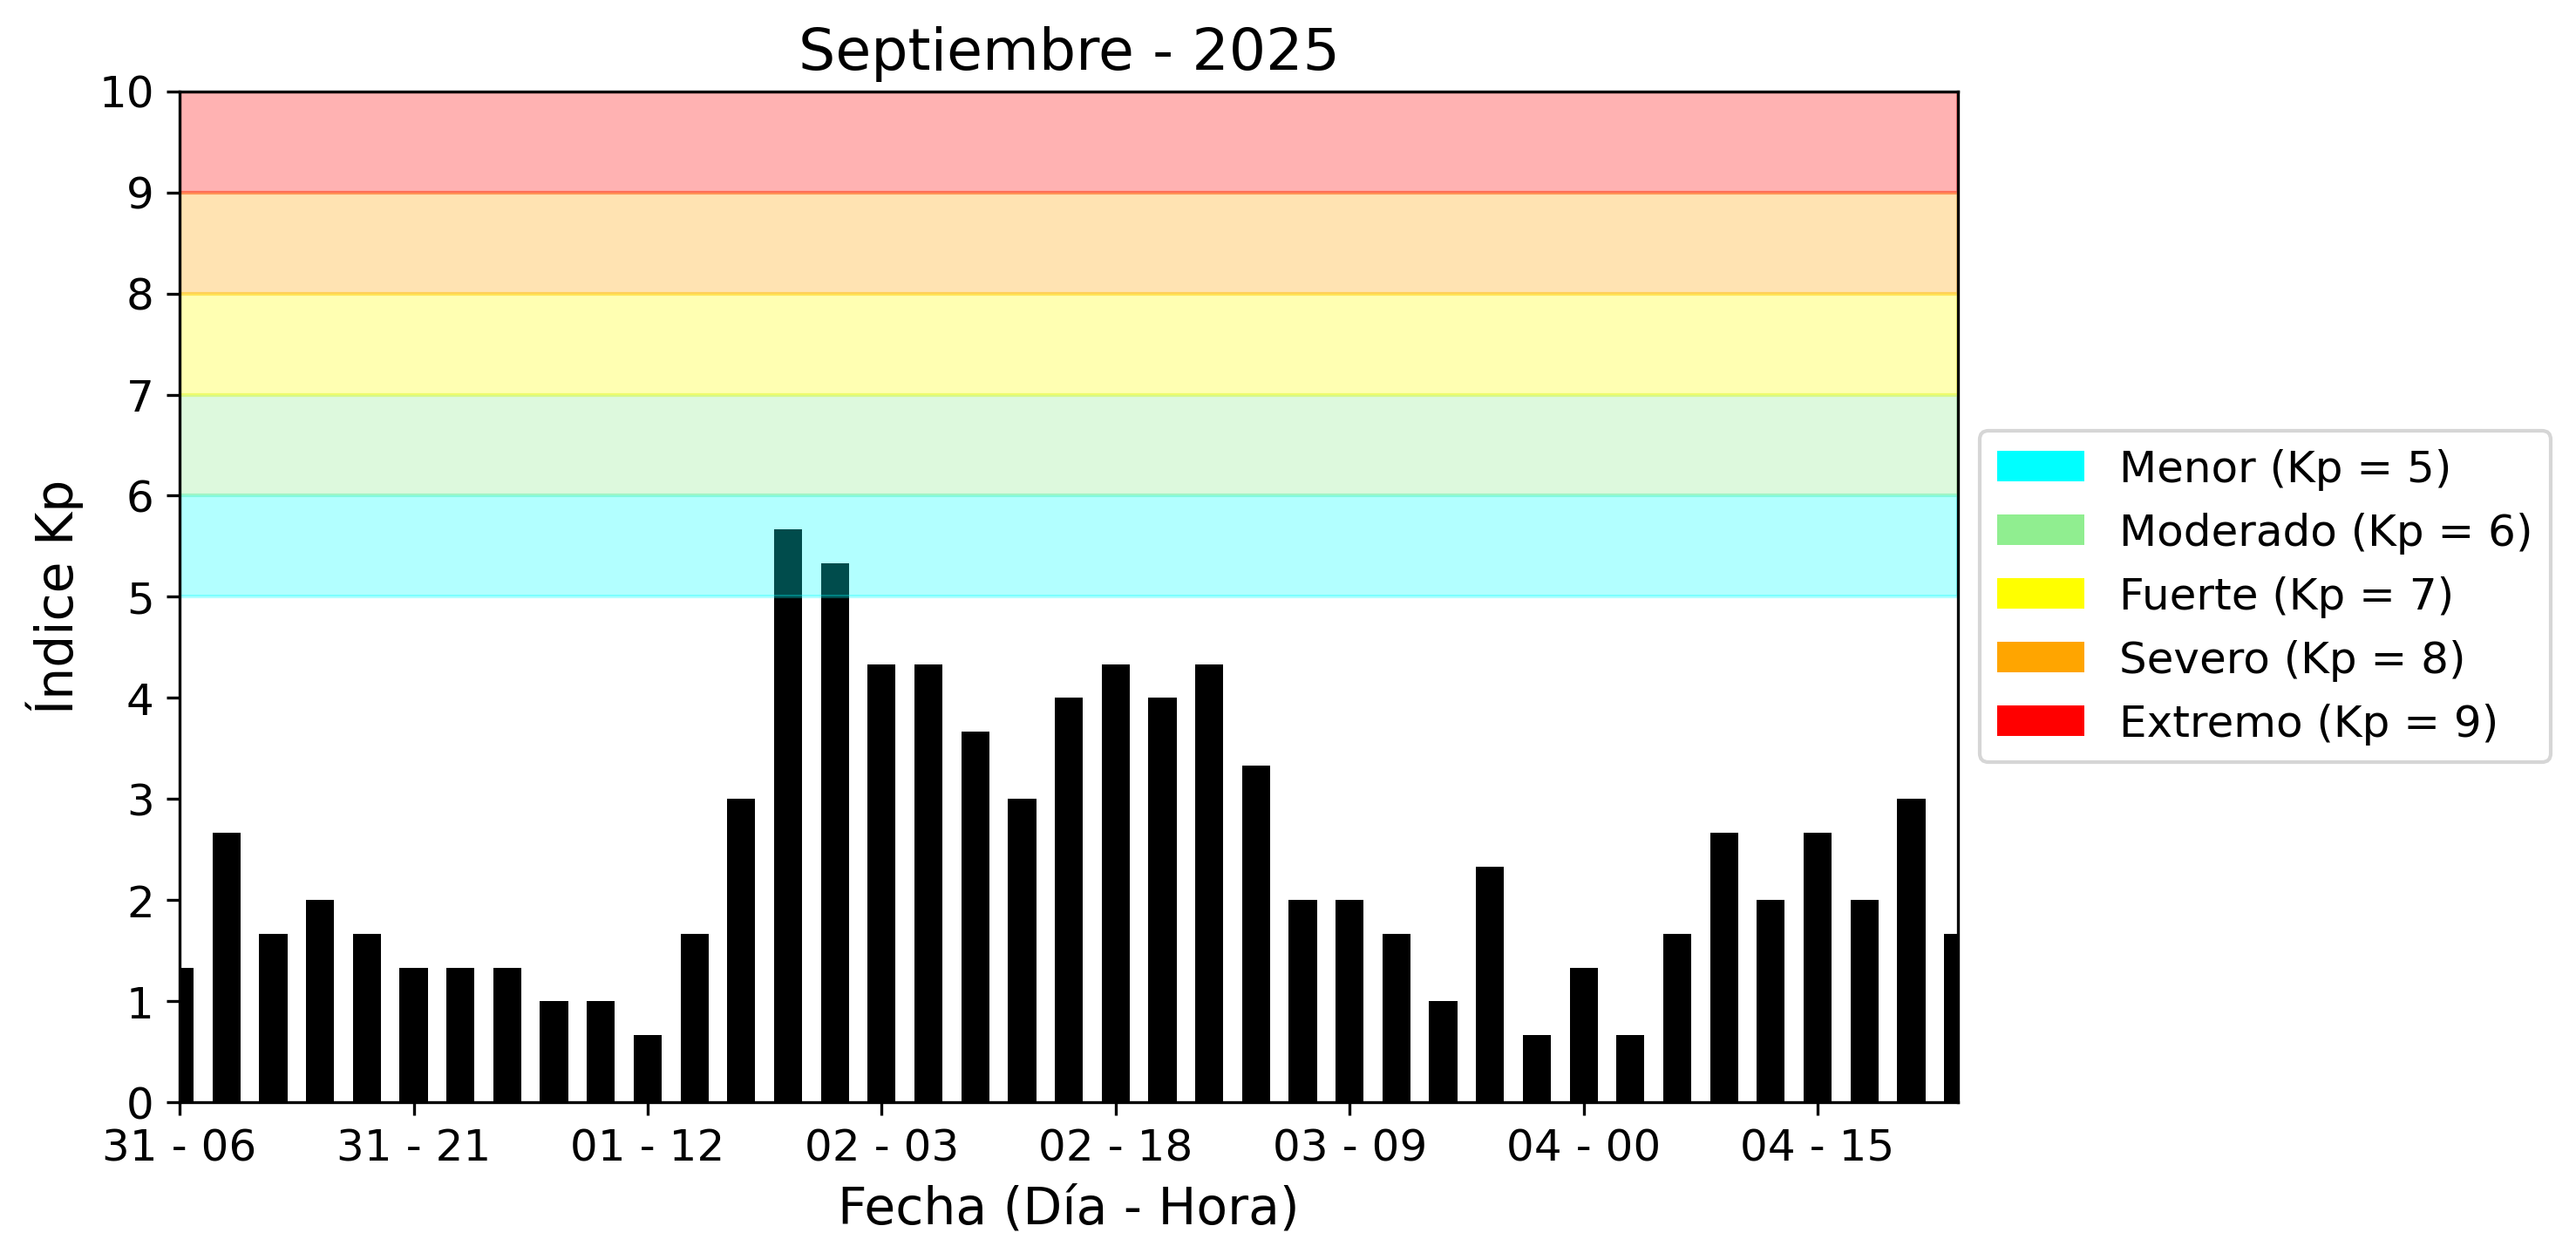 Septiembre - 2025
10
9
8
7
6
5
4
3
2
1
0
Índice Kp
31 - 06
31 - 21
01 - 12
02 - 03
02 - 18
03 - 09
04 - 00
04 - 15
Fecha (Día - Hora)
Menor (Kp = 5)
Moderado (Kp = 6)
Fuerte (Kp = 7)
Severo (Kp = 8)
Extremo (Kp = 9)